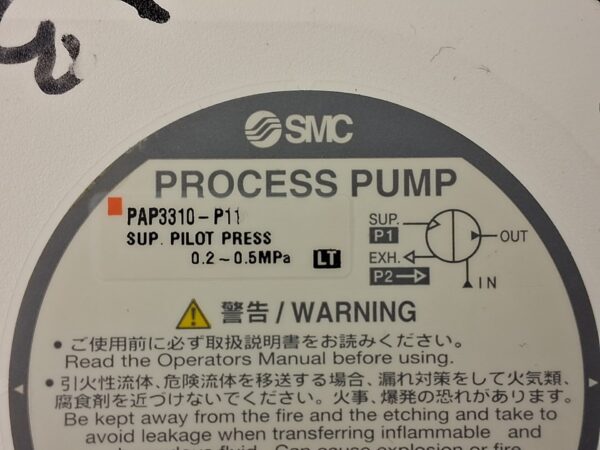 SMC
PROCESS PUMP
PAP3310-P11
SUP. PILOT PRESS
0.2~0.5MPa LT
SUP.
P1
OUT
EXH.
P2
IN
警告/WARNING
• ご使用前に必ず取扱説明書をお読みください。
Read the Operators Manual before using.
• 引火性流体、危険流体を移送する場合、漏れ対策をして火気類、
腐食剤を近づけないでください。火事、爆発の恐れがあります。
Be kept away from the fire and the etching and take to
avoid leakage when transferring inflammable and
fluid. Can cause explosion or fire.